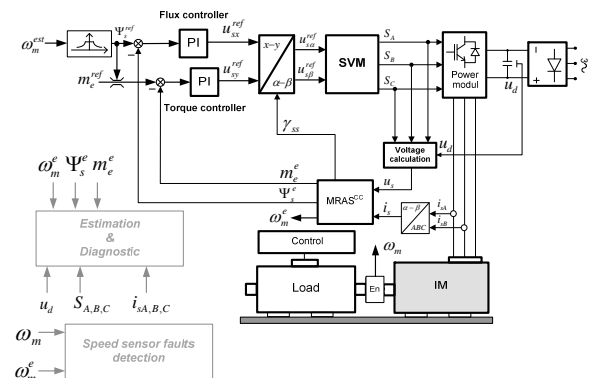 Flux controller
ω_m^est
Ψ_s^ref
PI
u_sx^ref
x-y
u_sα^ref
SVM
S_A
S_B
S_C
Power
modul
u_d
m_e^ref
PI
u_sy^ref
α-β
u_sβ^ref
Torque controller
γ_ss
Voltage
calculation
u_d
u_s
ω_m^e Ψ_s^e m_e^e
m_e^e
Ψ_s^e
ω_m^e
MRAS^CC
i_s
α-β
ABC
i_sA
i_sB
Estimation
&
Diagnostic
Control
ω_m
Load
En
IM
u_d S_A,B,C i_sA,B,C
ω_m
ω_m^e
Speed sensor faults
detection